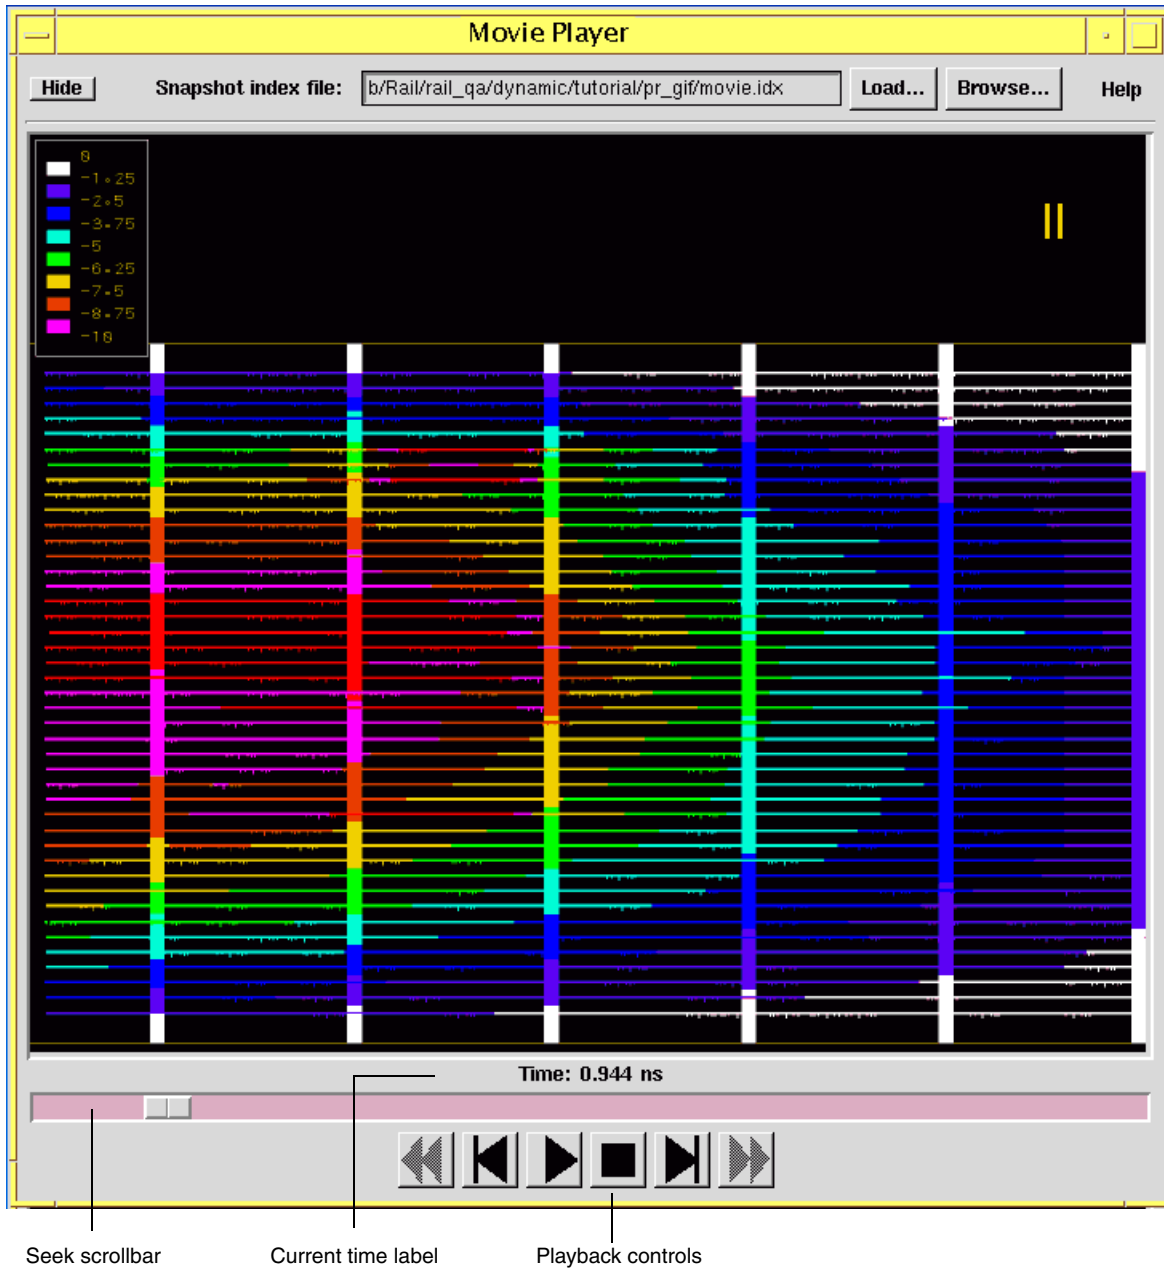 Movie Player
Hide
Snapshot index file:
b/Rail/rail_qa/dynamic/tutorial/pr_gif/movie.idx
Load...
Browse...
Help
0
-1.25
-2.5
-3.75
-5
-6.25
-7.5
-8.75
-10
Time: 0.944 ns
Seek scrollbar
Current time label
Playback controls